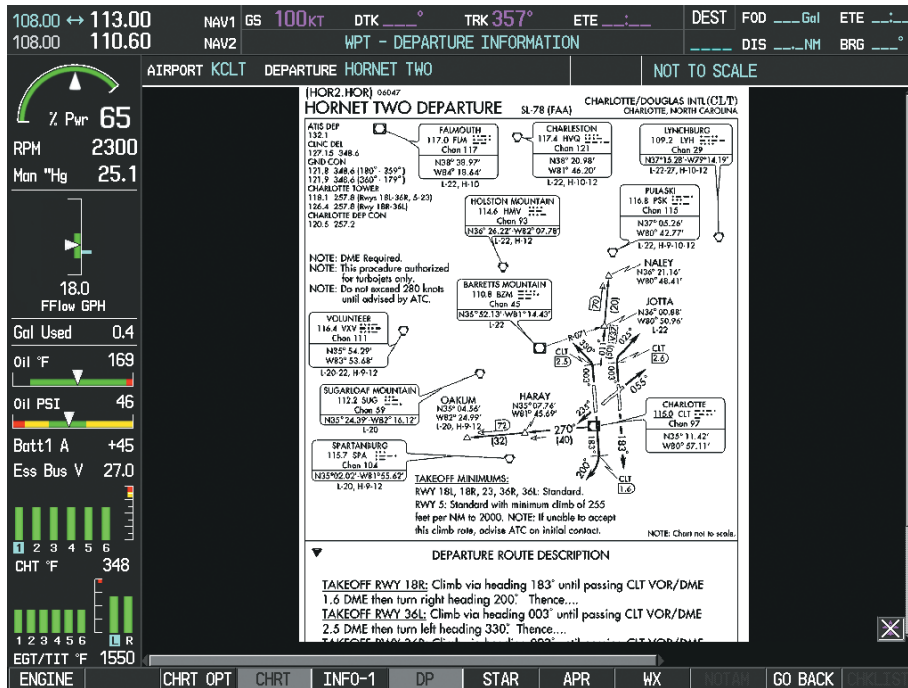 108.00 ↔ 113.00 NAV1 GS 100KT DTK ___° TRK 357° ETE __:__ DEST FOD ___Gal ETE __:__
108.00 110.60 NAV2 WPT – DEPARTURE INFORMATION ____ DIS __._NM BRG ___°
AIRPORT KCLT DEPARTURE HORNET TWO NOT TO SCALE
% Pwr 65
RPM 2300
Man "Hg 25.1
18.0
FFlow GPH
Gal Used 0.4
Oil °F 169
Oil PSI 46
Batt1 A +45
Ess Bus V 27.0
1 2 3 4 5 6
CHT °F 348
1 2 3 4 5 6 L R
EGT/TIT °F 1550
(HOR2.HOR) 06047
HORNET TWO DEPARTURE SL-78 (FAA)
CHARLOTTE/DOUGLAS INTL(CLT)
CHARLOTTE, NORTH CAROLINA
ATIS DEP
132.1
CLNC DEL
127.15 348.6
GND CON
121.8 348.6 (180°- 259°)
121.9 348.6 (360°- 179°)
CHARLOTTE TOWER
118.1 257.8 (Rwys 18L-36R, 5-23)
126.4 257.8 (Rwy 18R-36L)
CHARLOTTE DEP CON
120.5 257.2
FALMOUTH
117.0 FLM
Chan 117
N38° 38.97'
W84° 18.64'
L-22, H-10
CHARLESTON
117.4 HVQ
Chan 121
N38° 20.98'
W81° 46.20'
L-22, H-10-12
LYNCHBURG
109.2 LYH
Chan 29
N37°15.28'-W79°14.19'
L-22-27, H-10-12
HOLSTON MOUNTAIN
114.6 HMV
Chan 93
N36° 26.22'-W82° 07.78'
L-22, H-12
PULASKI
116.8 PSK
Chan 115
N37° 05.26'
W80° 42.77'
L-22, H-9-10-12
NOTE: DME Required.
NOTE: This procedure authorized
for turbojets only.
NOTE: Do not exceed 280 knots
until advised by ATC.
BARRETTS MOUNTAIN
110.8 BZM
Chan 45
N35°52.13'-W81°14.43'
L-22
NALEY
N36° 21.16'
W80° 48.41'
JOTTA
N36° 00.88'
W80° 50.96'
L-22
VOLUNTEER
116.4 VXV
Chan 111
N35° 54.29'
W83° 53.68'
L-20-22, H-9-12
SUGARLOAF MOUNTAIN
112.2 SUG
Chan 59
N35° 24.39'-W82° 16.12'
L-20
OAKUM
N35° 04.56'
W82° 24.99'
L-20, H-9-12
HARAY
N35°07.76'
W81° 45.69'
CHARLOTTE
115.0 CLT
Chan 97
N35° 11.42'
W80° 57.11'
SPARTANBURG
115.7 SPA
Chan 104
N35°02.02'-W81°55.62'
L-20, H-9-12
70
(20)
R-071
330°
025°
(50)
011°
CLT
2.5
CLT
2.6
003°
003°
055°
235°
72
(32)
270°
(40)
183°
183°
200°
CLT
1.6
TAKEOFF MINIMUMS:
RWY 18L, 18R, 23, 36R, 36L: Standard.
RWY 5: Standard with minimum climb of 255
feet per NM to 2000. NOTE: If unable to accept
this climb rate, advise ATC on initial contact.
NOTE: Chart not to scale.
DEPARTURE ROUTE DESCRIPTION
TAKEOFF RWY 18R: Climb via heading 183° until passing CLT VOR/DME
1.6 DME then turn right heading 200°. Thence....
TAKEOFF RWY 36L: Climb via heading 003° until passing CLT VOR/DME
2.5 DME then turn left heading 330°. Thence....
ENGINE CHRT OPT CHRT INFO-1 DP STAR APR WX NOTAM GO BACK CHKLIST